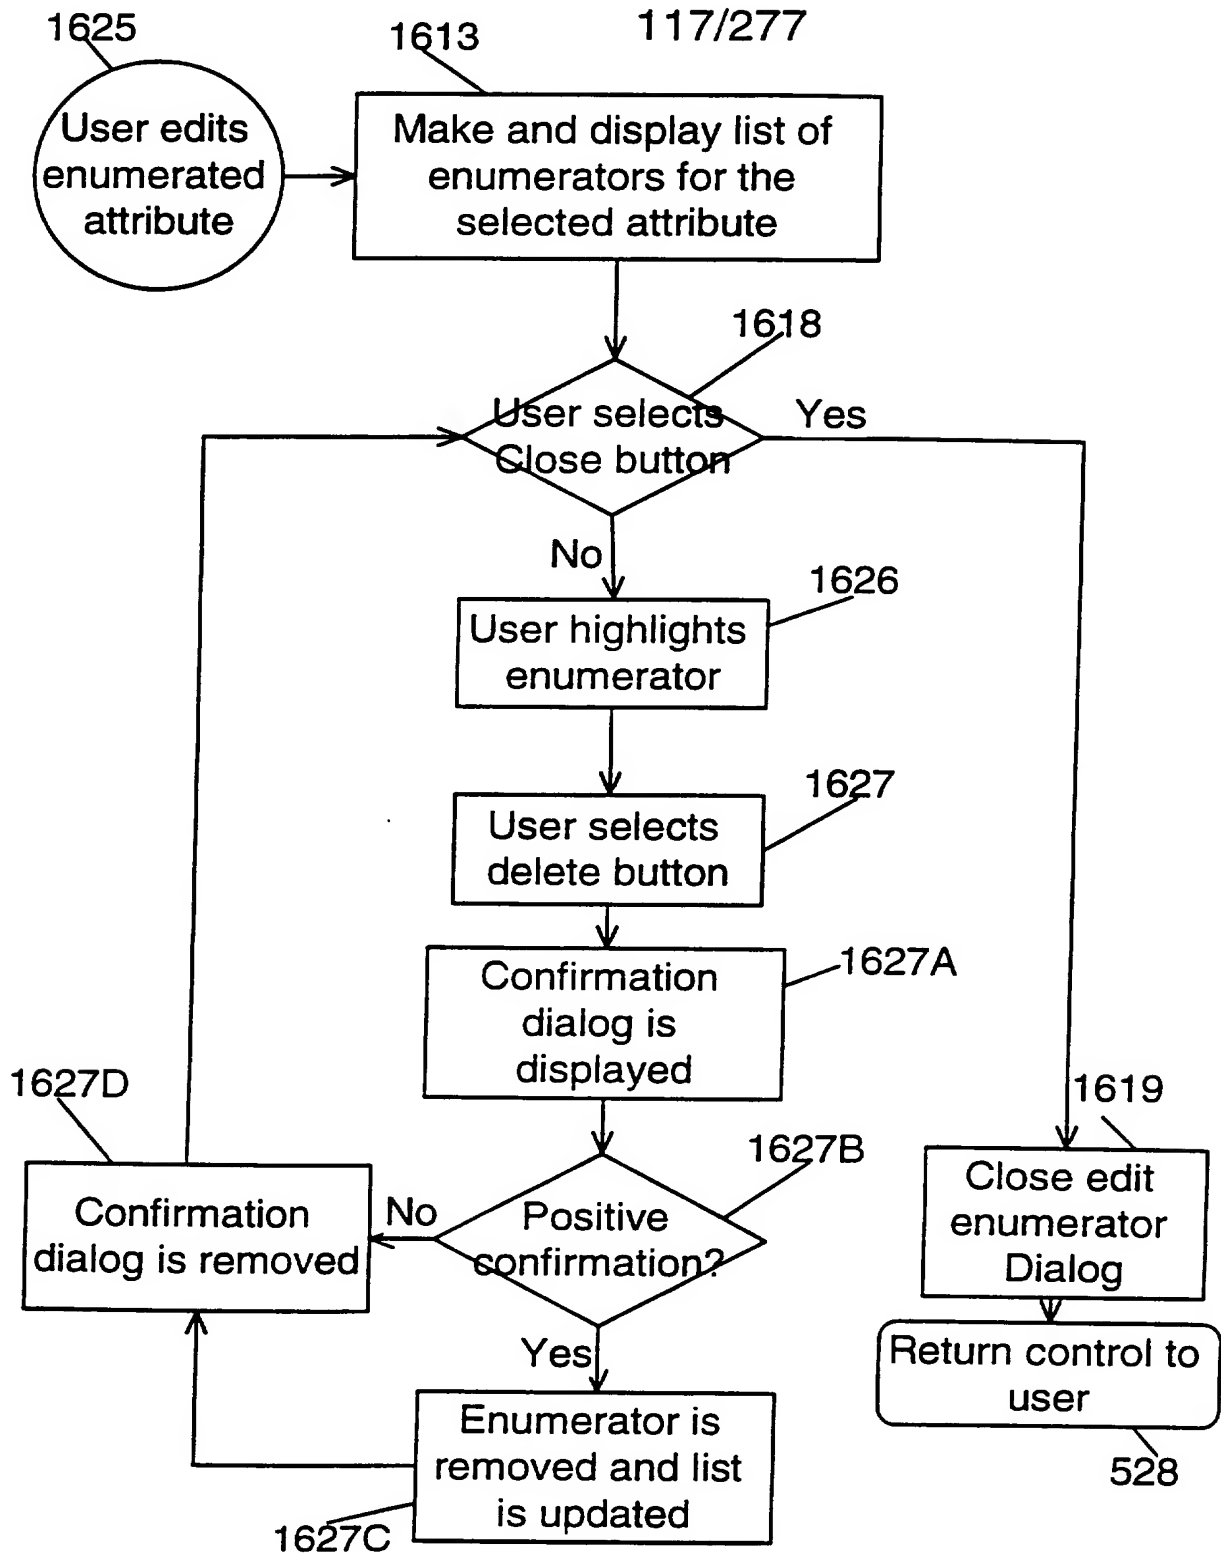 117/277
1625
1613
User edits
enumerated
attribute
Make and display list of
enumerators for the
selected attribute
1618
User selects
Close button
Yes
No
1626
User highlights
enumerator
1627
User selects
delete button
1627A
Confirmation
dialog is
displayed
1627D
1627B
1619
Confirmation
dialog is removed
No
Positive
confirmation?
Close edit
enumerator
Dialog
Yes
Return control to
user
528
Enumerator is
removed and list
is updated
1627C